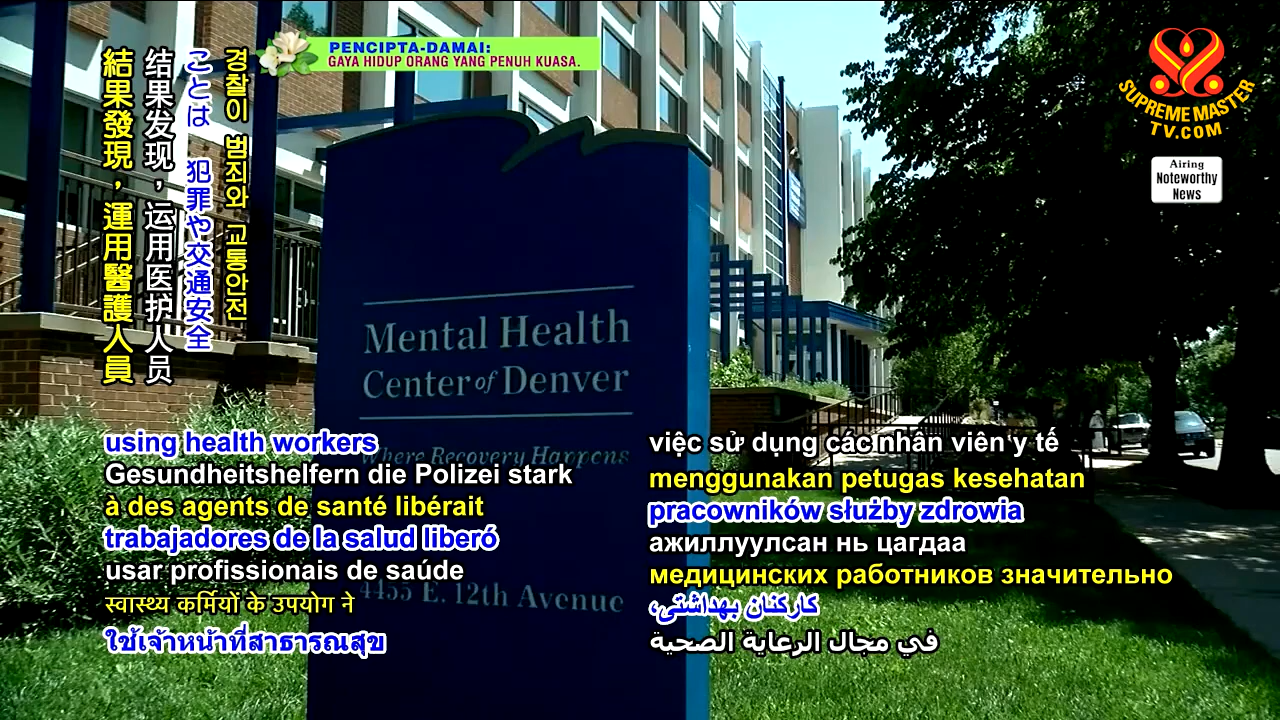 PENCIPTA-DAMAI:
GAYA HIDUP ORANG YANG PENUH KUASA.
SUPREME MASTER
TV.COM
Airing
Noteworthy
News
경찰이 범죄와 교통안전
ことは 犯罪や交通安全
结果发现，运用医护人员
結果發現，運用醫護人員
Mental Health
Center of Denver
Where Recovery Happens
4455 E. 12th Avenue
using health workers
Gesundheitshelfern die Polizei stark
à des agents de santé libérait
trabajadores de la salud liberó
usar profissionais de saúde
स्वास्थ्य कर्मियों के उपयोग ने
ใช้เจ้าหน้าที่สาธารณสุข
việc sử dụng các nhân viên y tế
menggunakan petugas kesehatan
pracowników służby zdrowia
ажиллуулсан нь цагдаа
медицинских работников значительно
کارکنان بهداشتی،
في مجال الرعاية الصحية